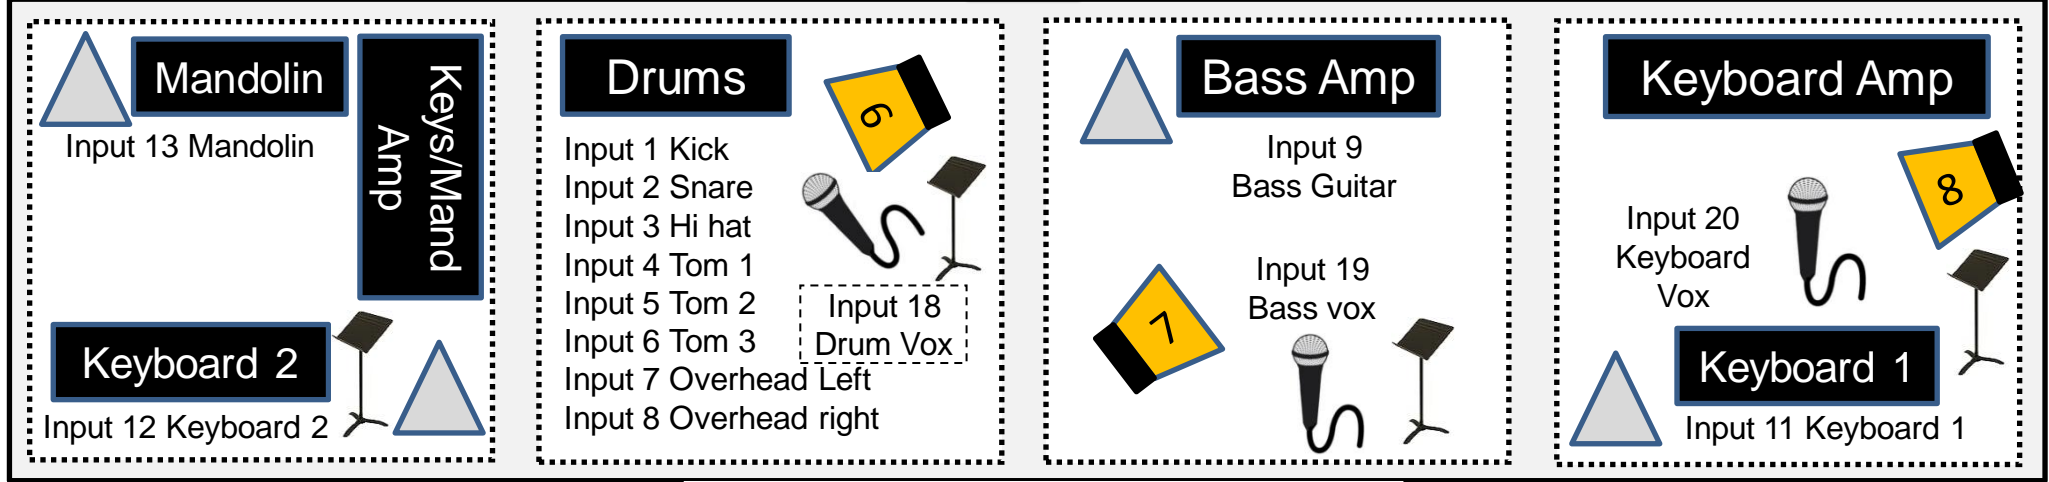 Mandolin
Keys/Mand
Amp
Input 13 Mandolin
Keyboard 2
Input 12 Keyboard 2
Drums
6
Input 1 Kick
Input 2 Snare
Input 3 Hi hat
Input 4 Tom 1
Input 5 Tom 2
Input 6 Tom 3
Input 7 Overhead Left
Input 8 Overhead right
Input 18
Drum Vox
Bass Amp
Input 9
Bass Guitar
Input 19
Bass vox
7
Keyboard Amp
8
Input 20
Keyboard
Vox
Keyboard 1
Input 11 Keyboard 1